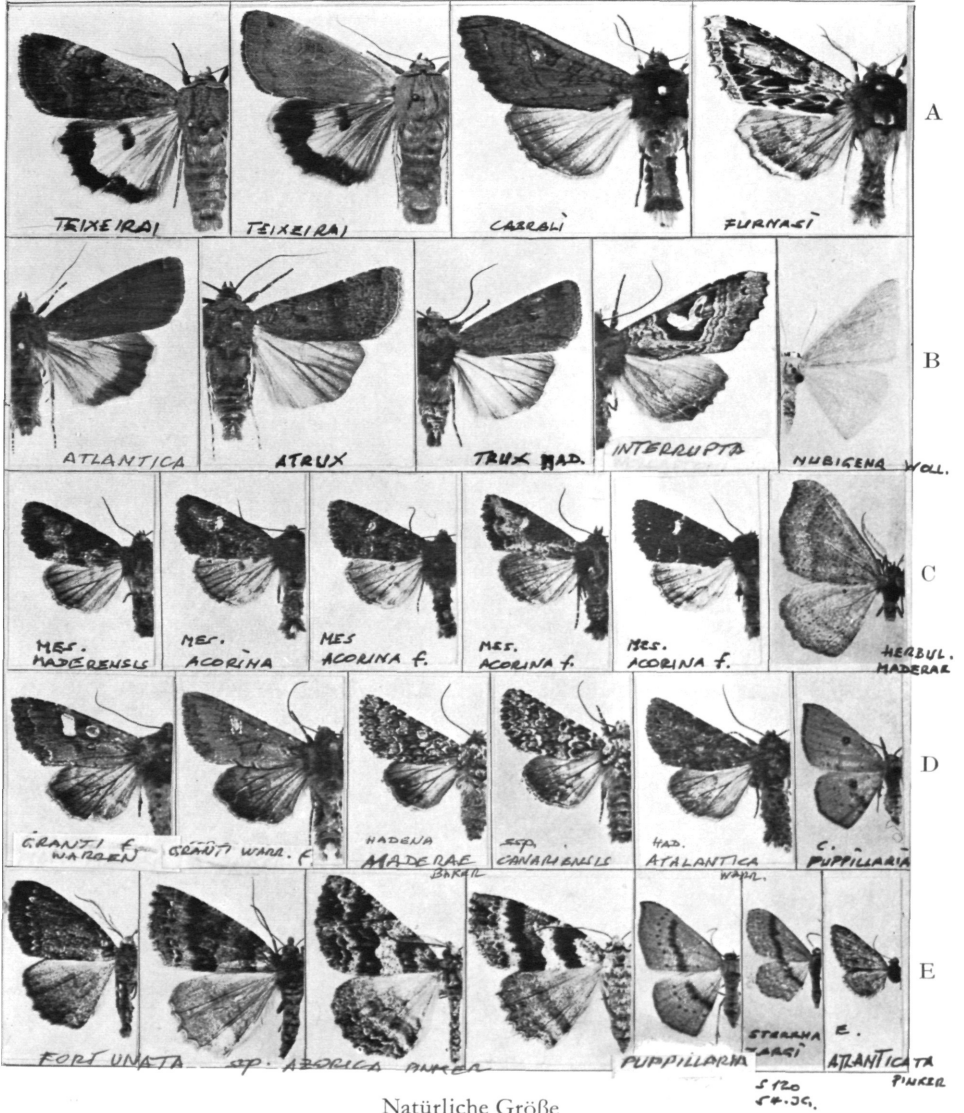 A
TEIXEIRAI
TEIXEIRAI
CABRALI
FURNASI
B
ATLANTICA
ATRUX
TRUX MAD.
INTERRUPTA
NUBIGENA WOLL.
C
MES.
MADERENSIS
MES.
ACORINA
MES
ACORINA f.
MES.
ACORINA f.
MES.
ACORINA f.
HERBUL.
MADERAE
D
GRANTI f.
WARREN
GRANTI WARR. f.
HADENA
MADERAE
BAKER
ssp.
CANARIENSIS
HAD.
ATALANTICA
WARR.
C.
PUPPILLARIA
E
FORTUNATA
sp. AZORICA PINKER
PUPPILLARIA
STERRHA
E.
ATLANTICATA
PINKER
Natürliche Größe